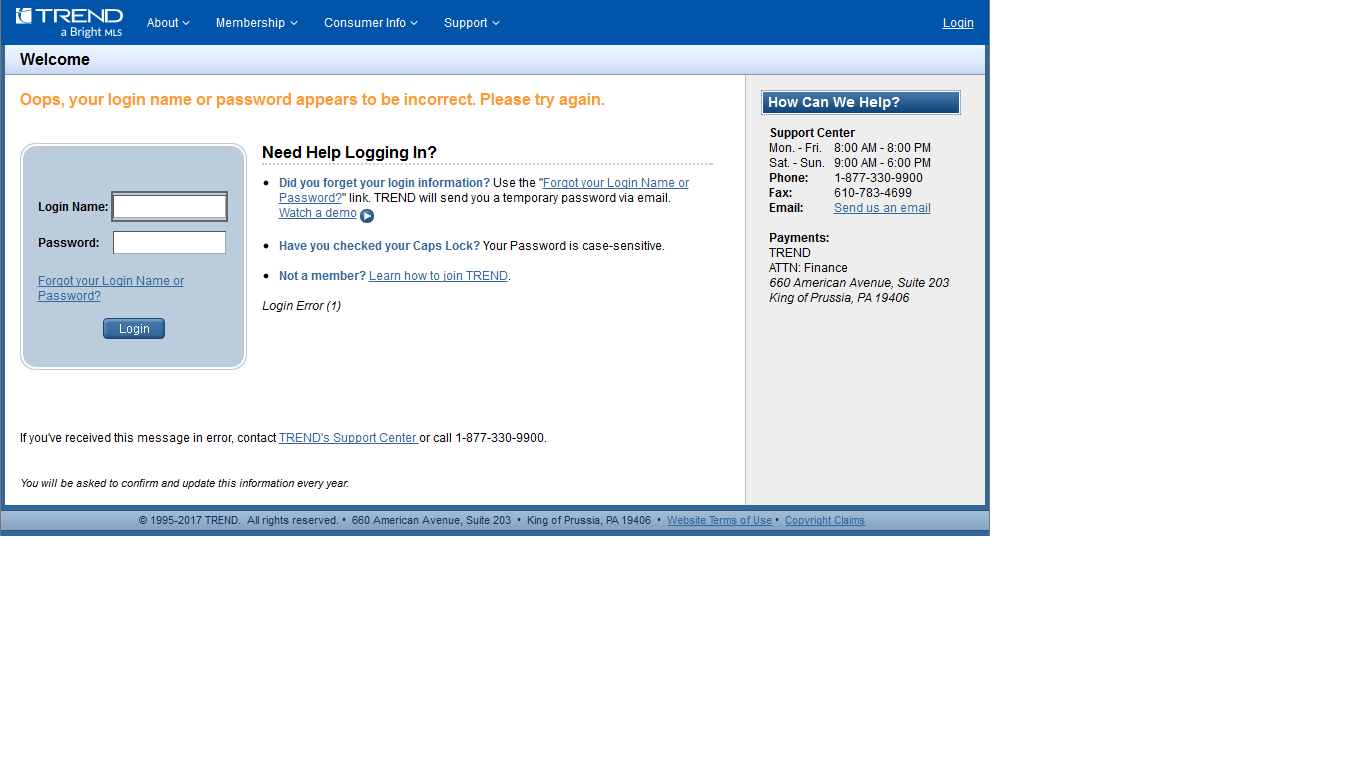 TREND
a Bright MLS
About
Membership
Consumer Info
Support
Login
Welcome
Oops, your login name or password appears to be incorrect. Please try again.
Login Name:
Password:
Forgot your Login Name or
Password?
Login
Need Help Logging In?
Did you forget your login information? Use the "Forgot your Login Name or
Password?" link. TREND will send you a temporary password via email.
Watch a demo
Have you checked your Caps Lock? Your Password is case-sensitive.
Not a member? Learn how to join TREND.
Login Error (1)
If you've received this message in error, contact TREND's Support Center or call 1-877-330-9900.
You will be asked to confirm and update this information every year.
How Can We Help?
Support Center
Mon. - Fri. 8:00 AM - 8:00 PM
Sat. - Sun. 9:00 AM - 6:00 PM
Phone: 1-877-330-9900
Fax: 610-783-4699
Email: Send us an email
Payments:
TREND
ATTN: Finance
660 American Avenue, Suite 203
King of Prussia, PA 19406
© 1995-2017 TREND. All rights reserved. • 660 American Avenue, Suite 203 • King of Prussia, PA 19406 • Website Terms of Use • Copyright Claims